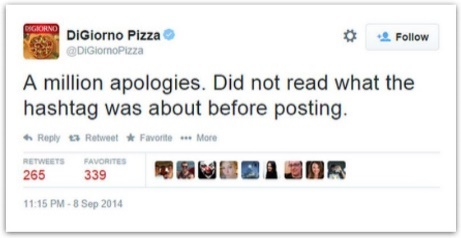 DIGIORNO
DiGiorno Pizza
@DiGiornoPizza
Follow
A million apologies. Did not read what the
hashtag was about before posting.
Reply Retweet Favorite ••• More
RETWEETS FAVORITES
265 339
11:15 PM - 8 Sep 2014